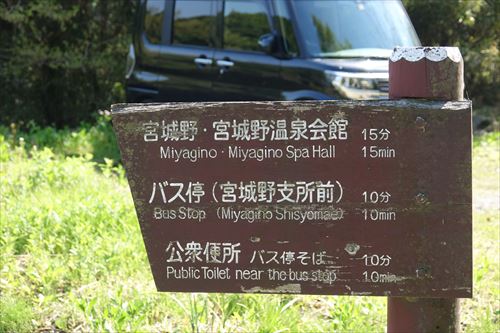 宮城野・宮城野温泉会館 15分
Miyagino・Miyagino Spa Hall 15min
バス停（宮城野支所前） 10分
Bus Stop (Miyagino Shisyomae) 10min
公衆便所 バス停そば 10分
Public Toilet near the bus stop 10min